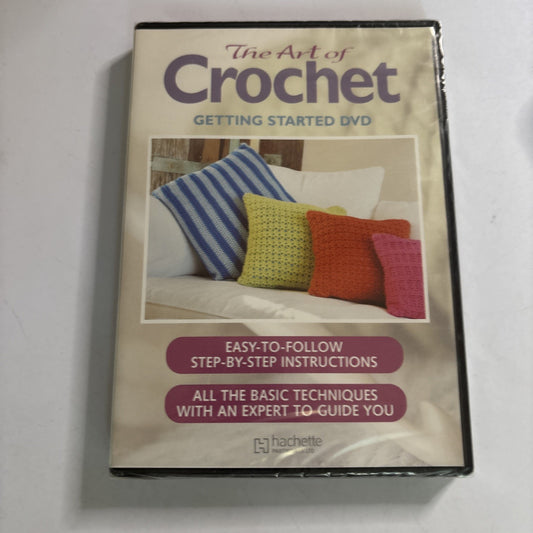 The Art of
Crochet
GETTING STARTED DVD
EASY-TO-FOLLOW
STEP-BY-STEP INSTRUCTIONS
ALL THE BASIC TECHNIQUES
WITH AN EXPERT TO GUIDE YOU
hachette